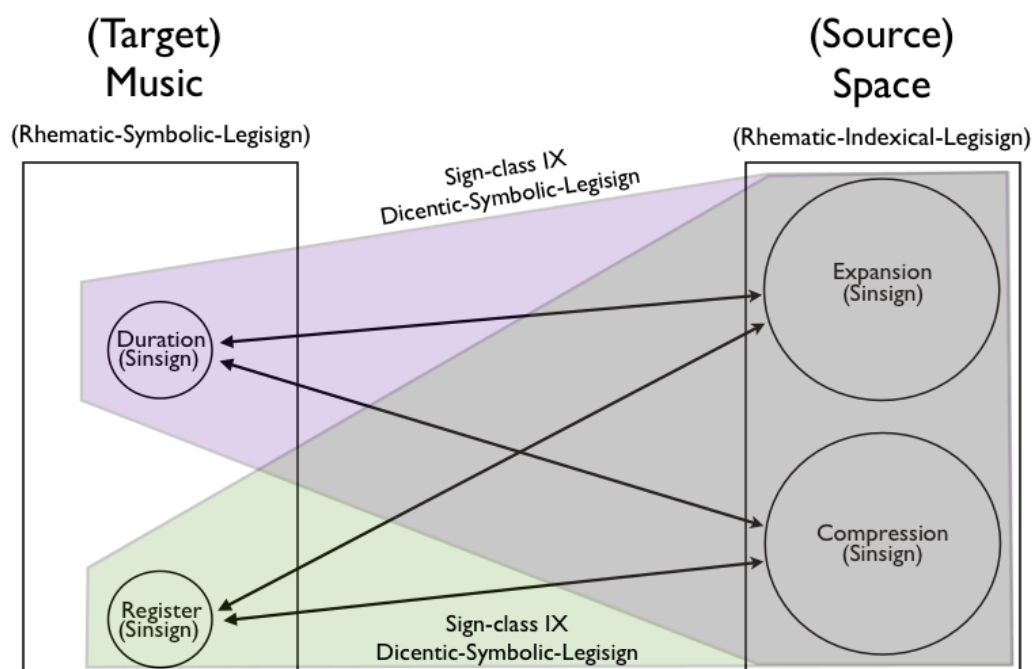 (Target)
Music
(Rhematic-Symbolic-Legisign)
(Source)
Space
(Rhematic-Indexical-Legisign)
Sign-class IX
Dicentic-Symbolic-Legisign
Expansion
(Sinsign)
Duration
(Sinsign)
Compression
(Sinsign)
Register
(Sinsign)
Sign-class IX
Dicentic-Symbolic-Legisign